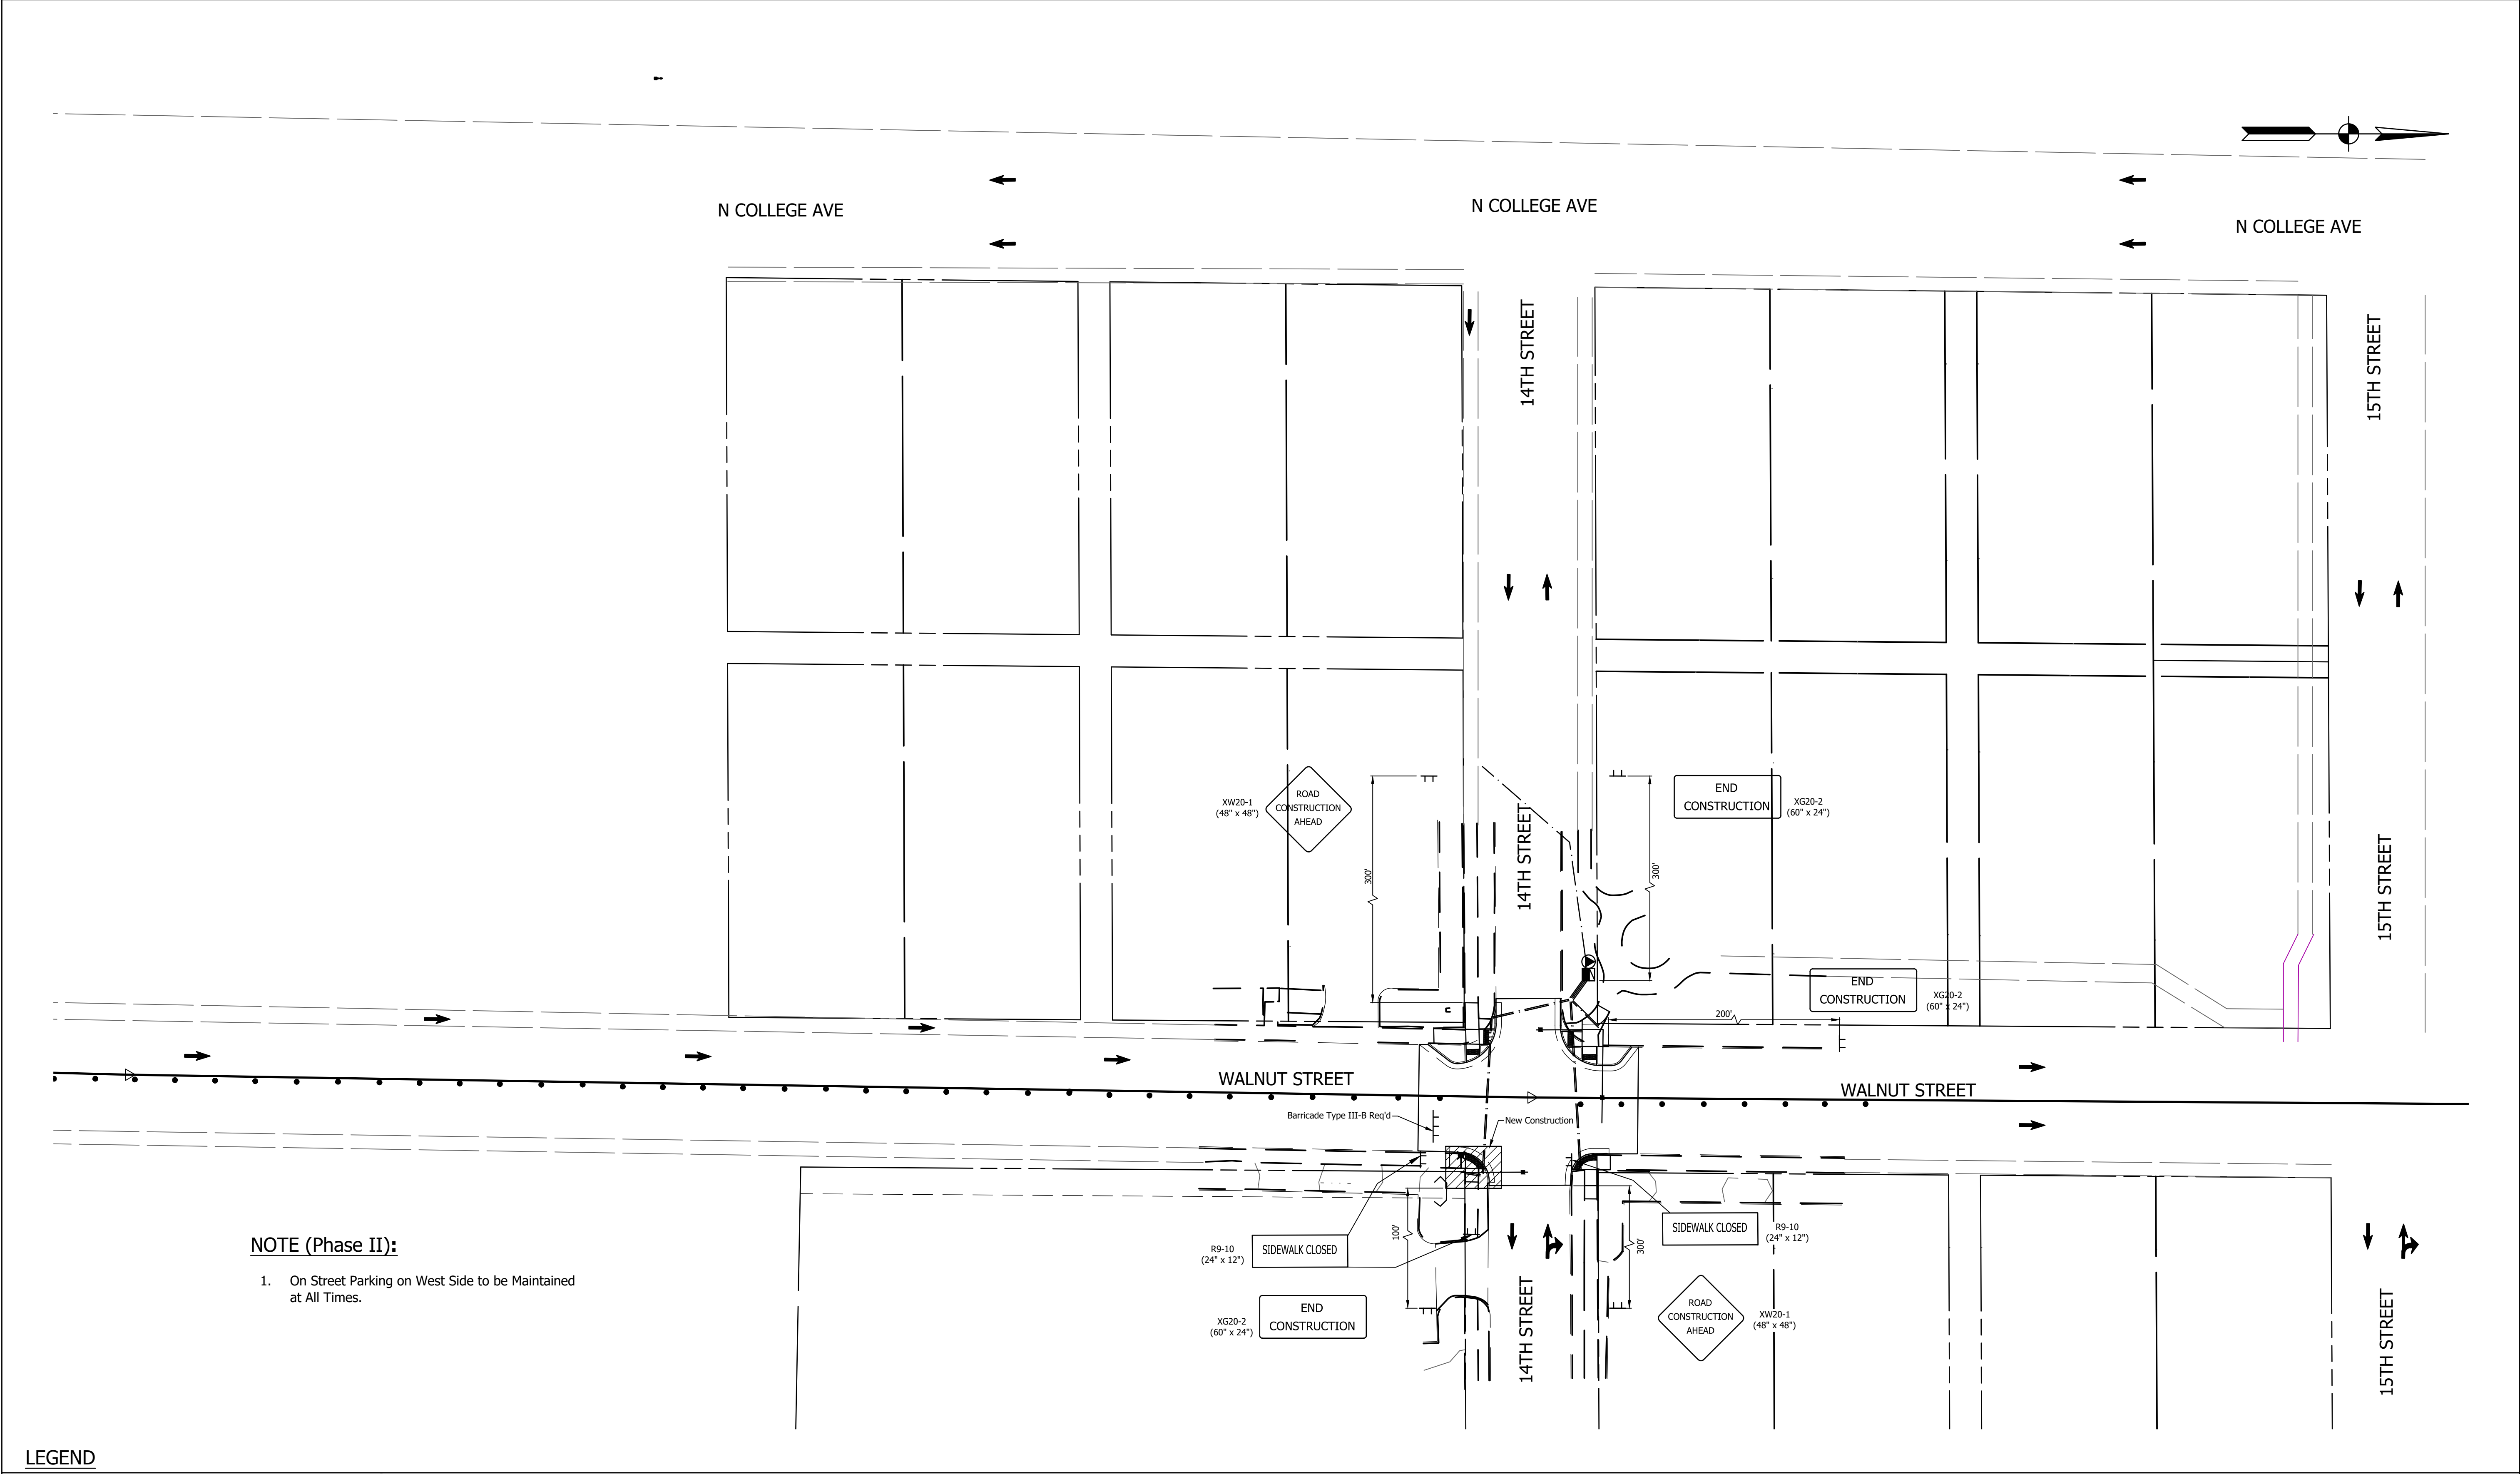 N COLLEGE AVE
N COLLEGE AVE
N COLLEGE AVE
14TH STREET
15TH STREET
XW20-1
(48" x 48")
ROAD
CONSTRUCTION
AHEAD
300'
14TH STREET
300'
END
CONSTRUCTION
XG20-2
(60" x 24")
15TH STREET
END
CONSTRUCTION
XG20-2
(60" x 24")
200'
WALNUT STREET
WALNUT STREET
Barricade Type III-B Req'd
New Construction
NOTE (Phase II):
1. On Street Parking on West Side to be Maintained
at All Times.
R9-10
(24" x 12")
SIDEWALK CLOSED
100'
SIDEWALK CLOSED
R9-10
(24" x 12")
300'
XG20-2
(60" x 24")
END
CONSTRUCTION
14TH STREET
ROAD
CONSTRUCTION
AHEAD
XW20-1
(48" x 48")
15TH STREET
LEGEND